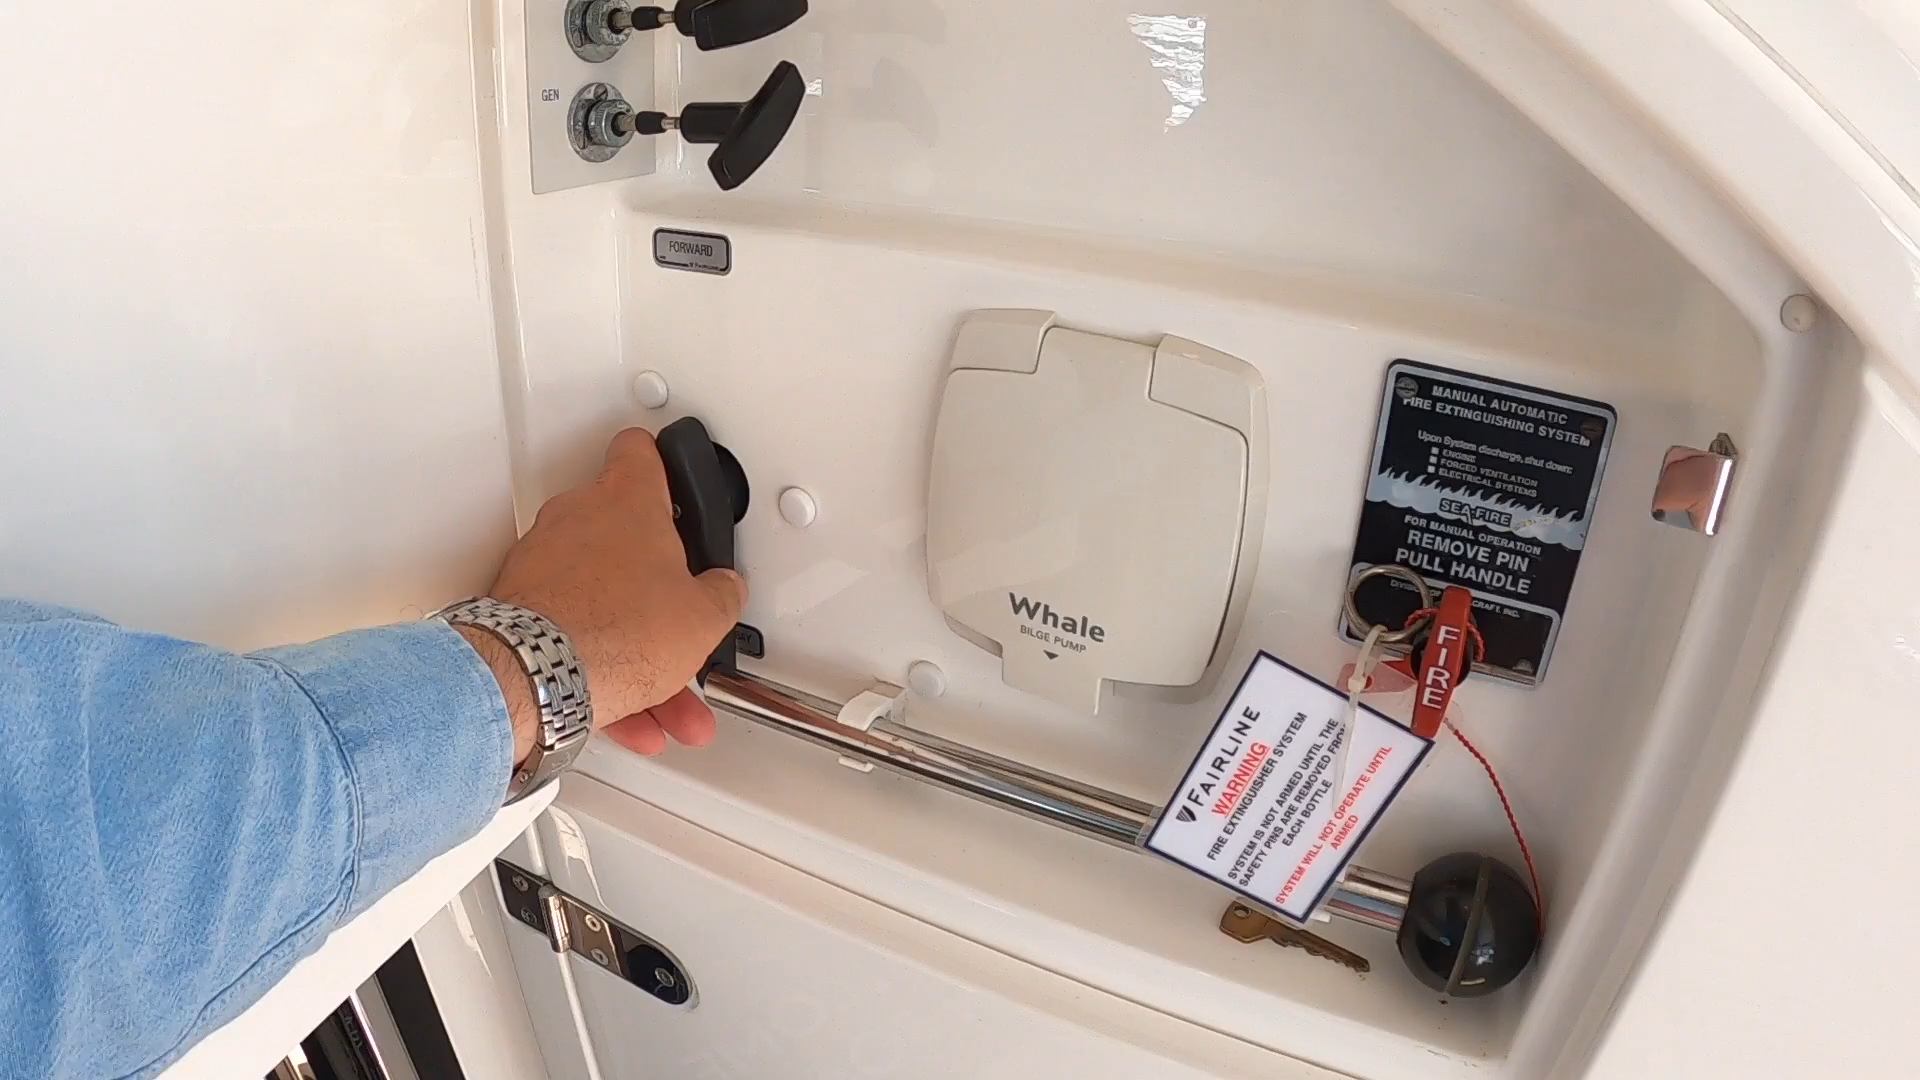 GEN
FORWARD
Whale
BILGE PUMP
MANUAL AUTOMATIC
FIRE EXTINGUISHING SYSTEM
Upon System discharge, shut down:
ENGINE
FORCED VENTILATION
ELECTRICAL SYSTEMS
SEA-FIRE
FOR MANUAL OPERATION
REMOVE PIN
PULL HANDLE
FIRE
FAIRLINE
WARNING
FIRE EXTINGUISHER SYSTEM
SYSTEM IS NOT ARMED UNTIL THE
SAFETY PINS ARE REMOVED FROM
EACH BOTTLE
SYSTEM WILL NOT OPERATE UNTIL
ARMED